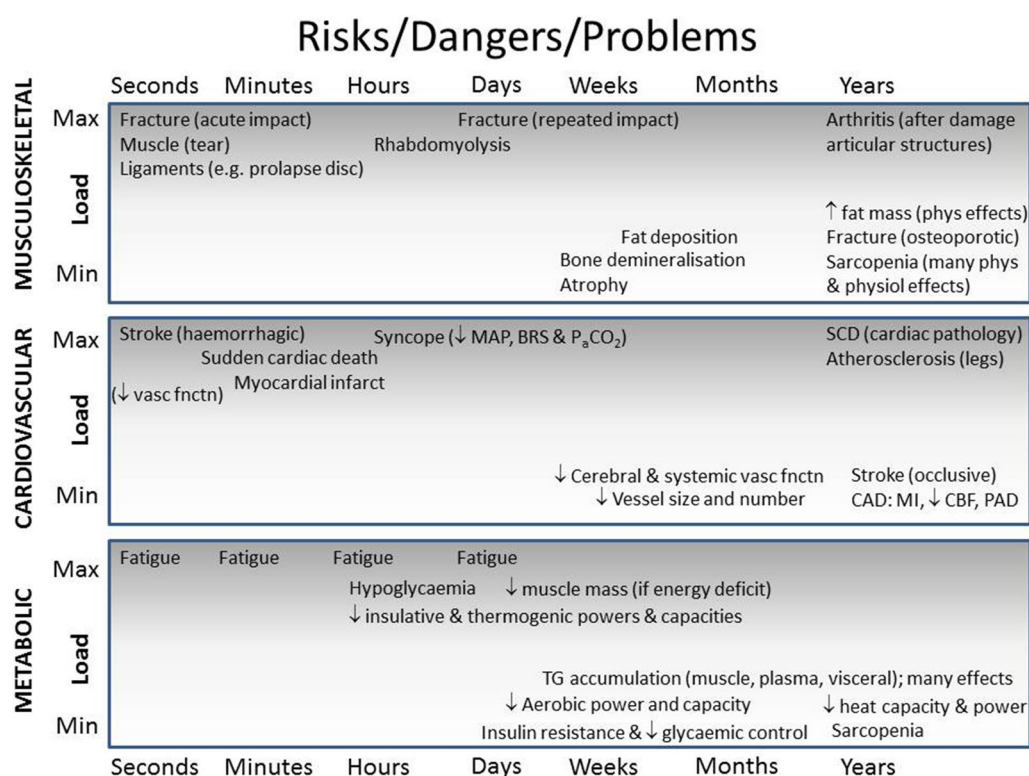 Risks/Dangers/Problems
Seconds Minutes Hours Days Weeks Months Years
MUSCULOSKELETAL
Load
Max
Min
Fracture (acute impact) Fracture (repeated impact) Arthritis (after damage
Muscle (tear) Rhabdomyolysis articular structures)
Ligaments (e.g. prolapse disc)
↑ fat mass (phys effects)
Fat deposition Fracture (osteoporotic)
Bone demineralisation Sarcopenia (many phys
Atrophy & physiol effects)
CARDIOVASCULAR
Load
Max
Min
Stroke (haemorrhagic) Syncope (↓ MAP, BRS & PaCO2) SCD (cardiac pathology)
Sudden cardiac death Atherosclerosis (legs)
Myocardial infarct
(↓ vasc fnctn)
↓ Cerebral & systemic vasc fnctn Stroke (occlusive)
↓ Vessel size and number CAD: MI, ↓ CBF, PAD
METABOLIC
Load
Max
Min
Fatigue Fatigue Fatigue Fatigue
Hypoglycaemia ↓ muscle mass (if energy deficit)
↓ insulative & thermogenic powers & capacities
TG accumulation (muscle, plasma, visceral); many effects
↓ Aerobic power and capacity ↓ heat capacity & power
Insulin resistance & ↓ glycaemic control Sarcopenia
Seconds Minutes Hours Days Weeks Months Years